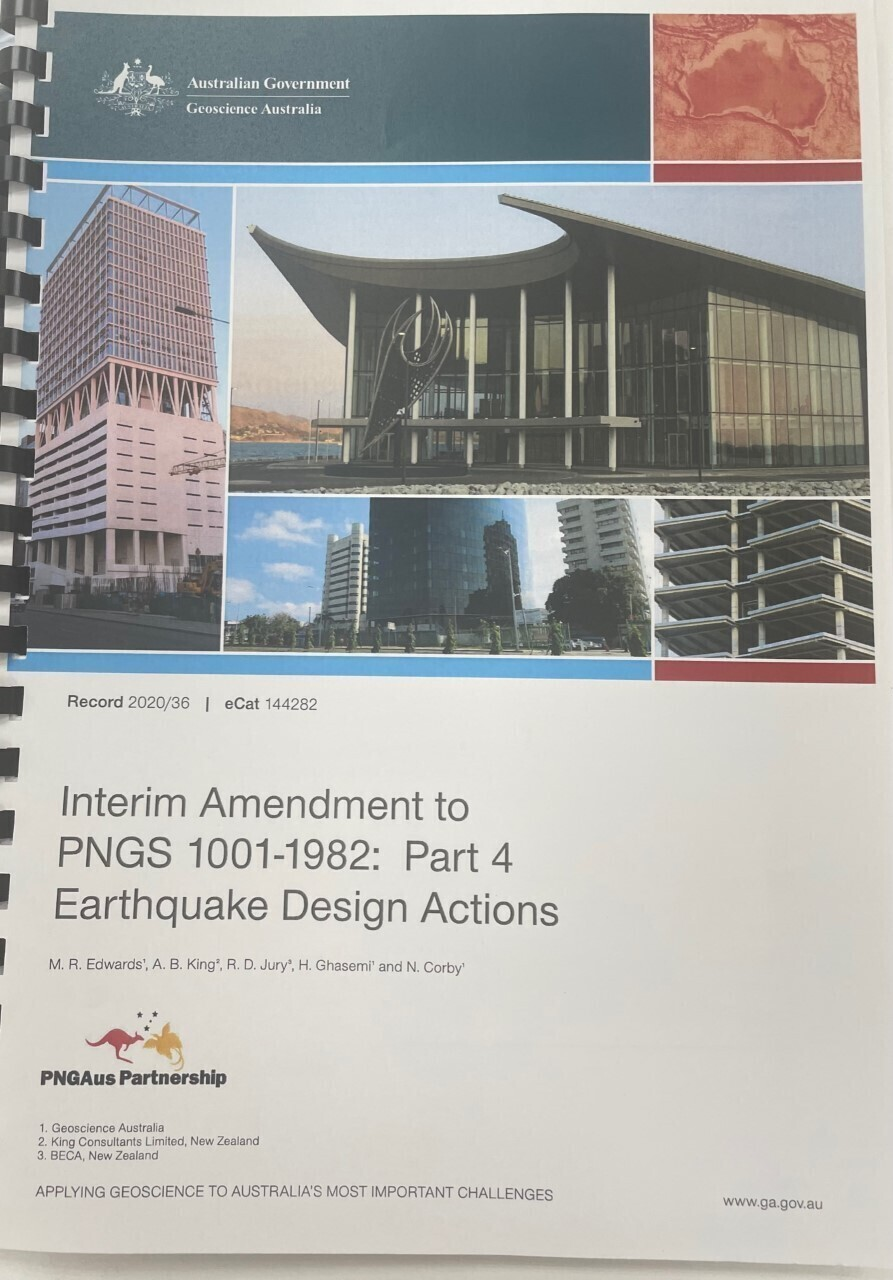 Australian Government
Geoscience Australia
Record 2020/36 | eCat 144282
Interim Amendment to
PNGS 1001-1982: Part 4
Earthquake Design Actions
M. R. Edwards¹, A. B. King², R. D. Jury³, H. Ghasemi¹ and N. Corby¹
PNGAus Partnership
1. Geoscience Australia
2. King Consultants Limited, New Zealand
3. BECA, New Zealand
APPLYING GEOSCIENCE TO AUSTRALIA'S MOST IMPORTANT CHALLENGES
www.ga.gov.au